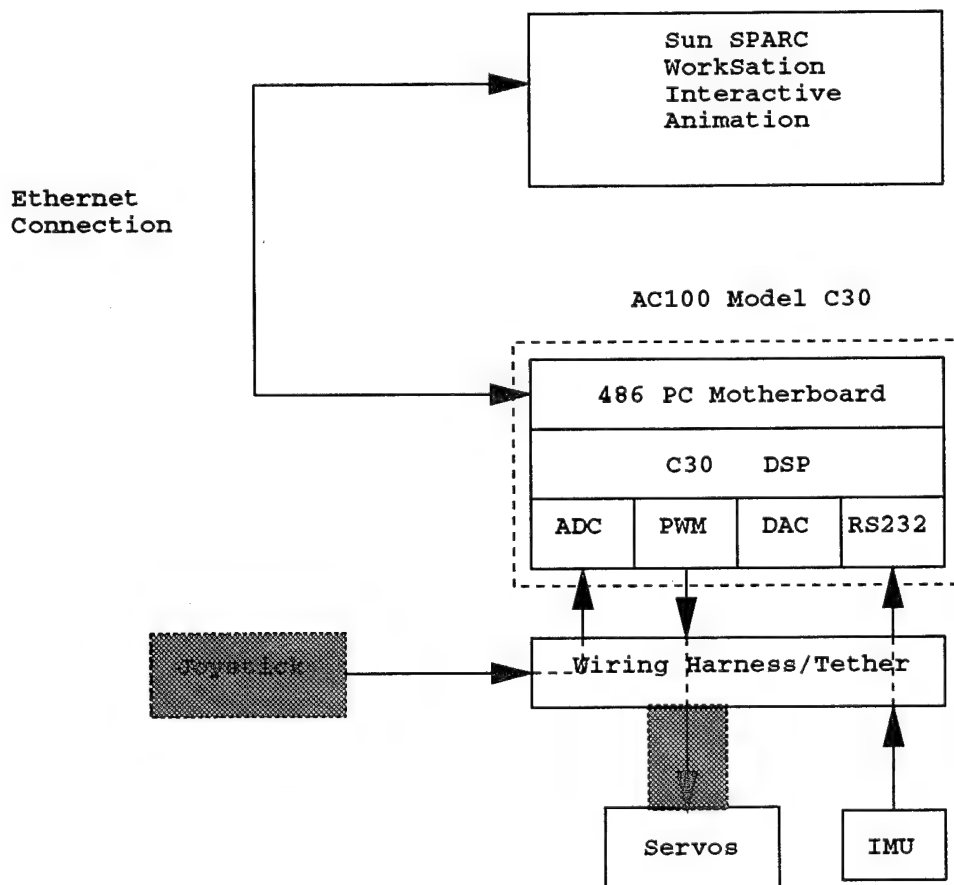 Sun SPARC
WorkSation
Interactive
Animation
Ethernet
Connection
AC100 Model C30
486 PC Motherboard
C30 DSP
ADC PWM DAC RS232
Joystick
Wiring Harness/Tether
Servos
IMU